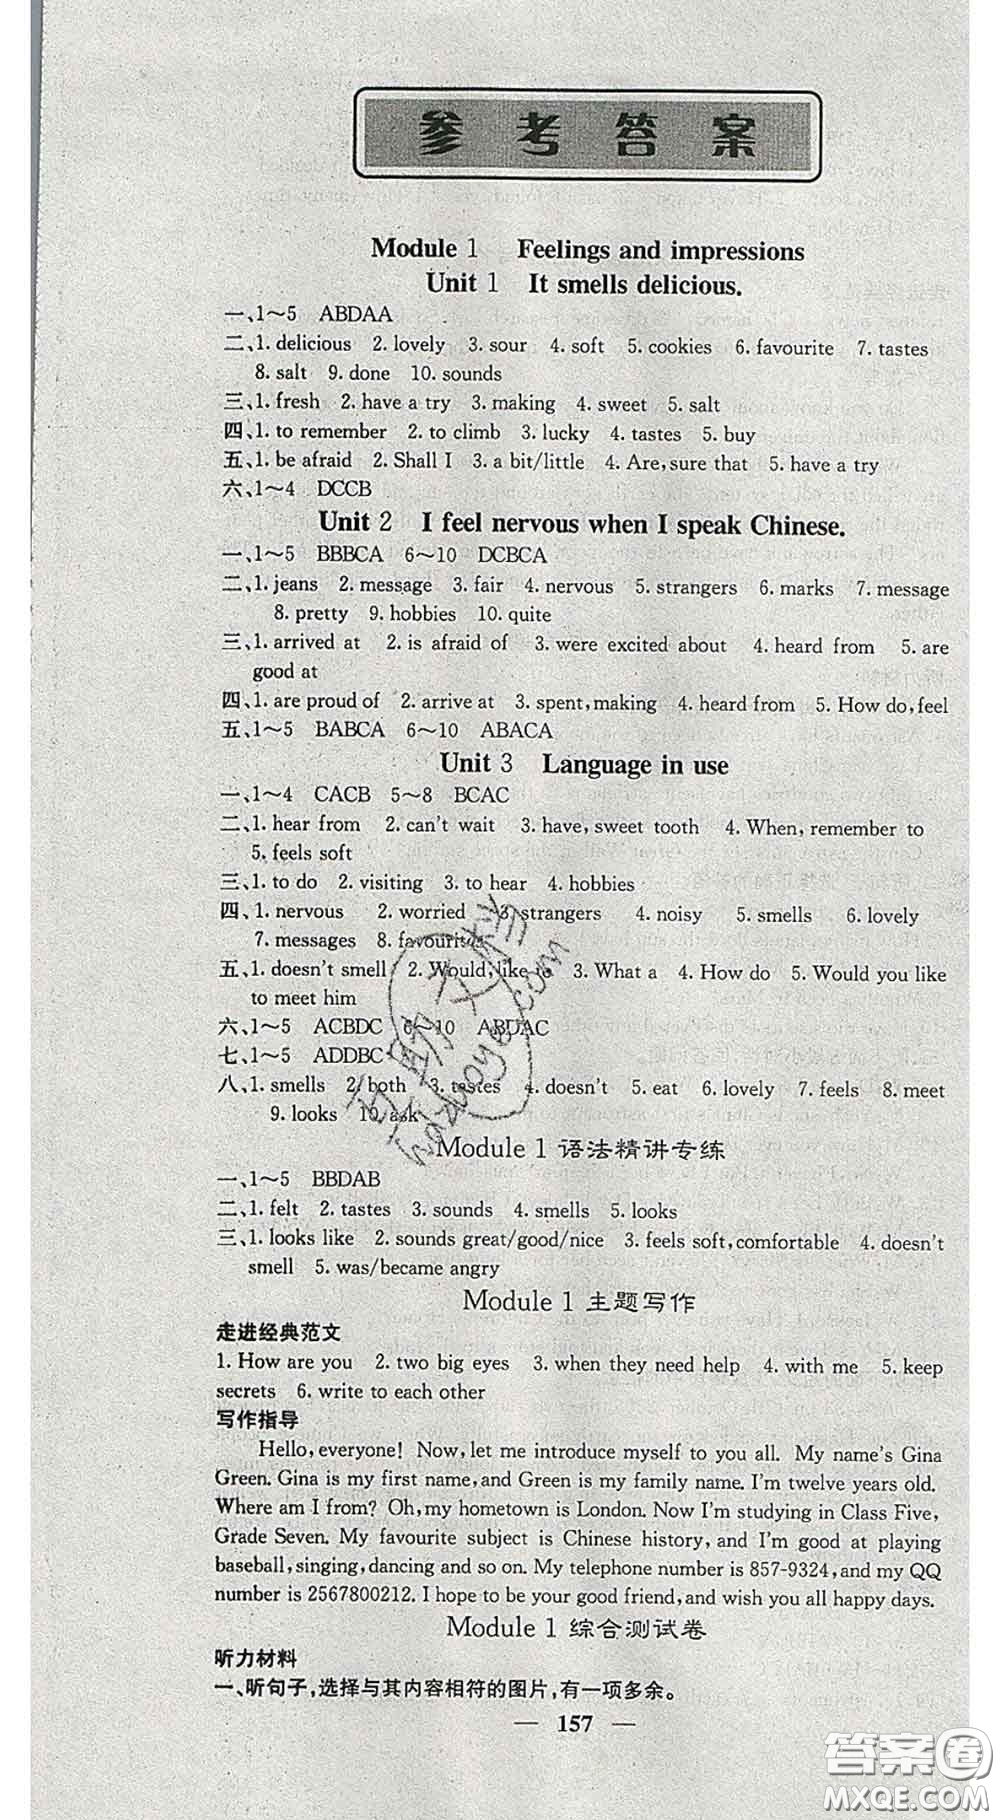 参考答案
Module 1 Feelings and impressions
Unit 1 It smells delicious.
一、1～5 ABDAA
二、1. delicious 2. lovely 3. sour 4. soft 5. cookies 6. favourite 7. tastes
8. salt 9. done 10. sounds
三、1. fresh 2. have a try 3. making 4. sweet 5. salt
四、1. to remember 2. to climb 3. lucky 4. tastes 5. buy
五、1. be afraid 2. Shall I 3. a bit/little 4. Are, sure that 5. have a try
六、1～4 DCCB
Unit 2 I feel nervous when I speak Chinese.
一、1～5 BBBCA 6～10 DCBCA
二、1. jeans 2. message 3. fair 4. nervous 5. strangers 6. marks 7. message
8. pretty 9. hobbies 10. quite
三、1. arrived at 2. is afraid of 3. were excited about 4. heard from 5. are
good at
四、1. are proud of 2. arrive at 3. spent, making 4. heard from 5. How do, feel
五、1～5 BABCA 6～10 ABACA
Unit 3 Language in use
一、1～4 CACB 5～8 BCAC
二、1. hear from 2. can't wait 3. have, sweet tooth 4. When, remember to
5. feels soft
三、1. to do 2. visiting 3. to hear 4. hobbies
四、1. nervous 2. worried 3. strangers 4. noisy 5. smells 6. lovely
7. messages 8. favourites
五、1. doesn't smell 2. Would, like to 3. What a 4. How do 5. Would you like
to meet him
六、1～5 ACBDC 6～10 ABDAC
七、1～5 ADDBC
八、1. smells 2. both 3. tastes 4. doesn't 5. eat 6. lovely 7. feels 8. meet
9. looks 10. ask
Module 1 语法精讲专练
一、1～5 BBDAB
二、1. felt 2. tastes 3. sounds 4. smells 5. looks
三、1. looks like 2. sounds great/good/nice 3. feels soft, comfortable 4. doesn't
smell 5. was/became angry
Module 1 主题写作
走进经典范文
1. How are you 2. two big eyes 3. when they need help 4. with me 5. keep
secrets 6. write to each other
写作指导
Hello, everyone! Now, let me introduce myself to you all. My name's Gina
Green. Gina is my first name, and Green is my family name. I'm twelve years old.
Where am I from? Oh, my hometown is London. Now I'm studying in Class Five,
Grade Seven. My favourite subject is Chinese history, and I'm good at playing
baseball, singing, dancing and so on. My telephone number is 857-9324, and my QQ
number is 2567800212. I hope to be your good friend, and wish you all happy days.
Module 1 综合测试卷
听力材料
一、听句子，选择与其内容相符的图片，有一项多余。
— 157 —
答案圈
MXQE.COM